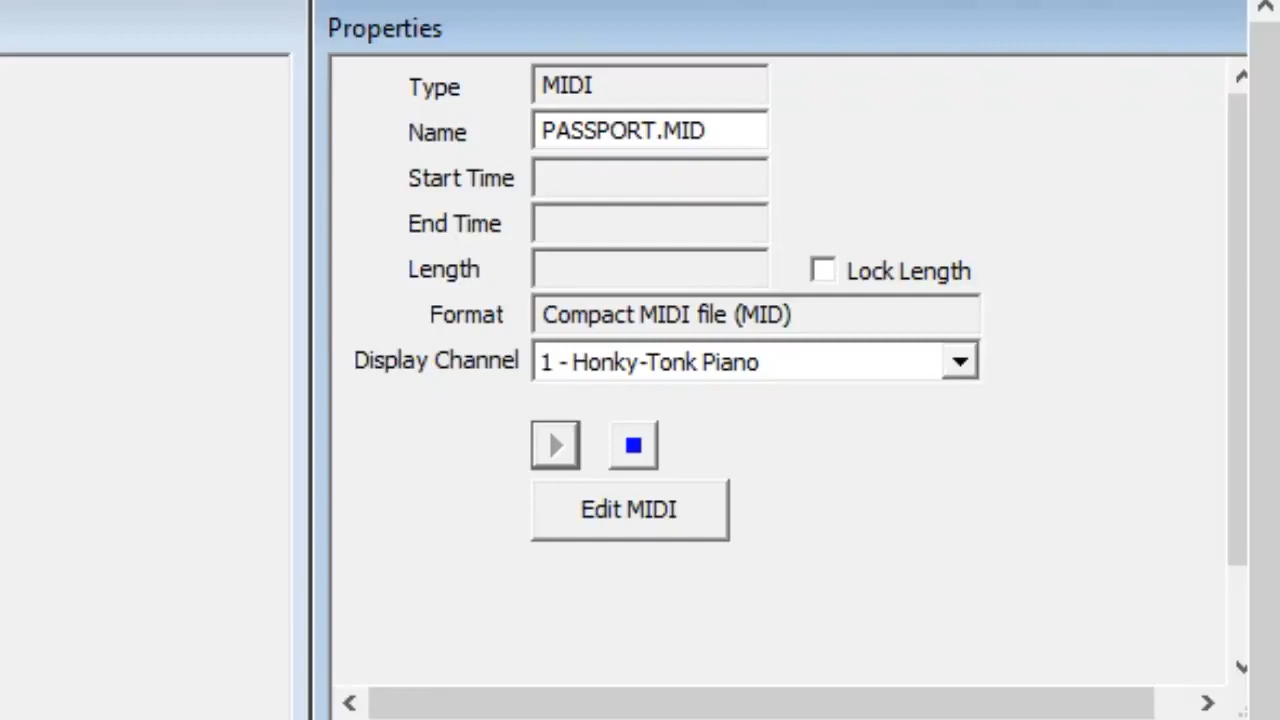 Properties
Type MIDI
Name PASSPORT.MID
Start Time
End Time
Length Lock Length
Format Compact MIDI file (MID)
Display Channel 1 - Honky-Tonk Piano
Edit MIDI